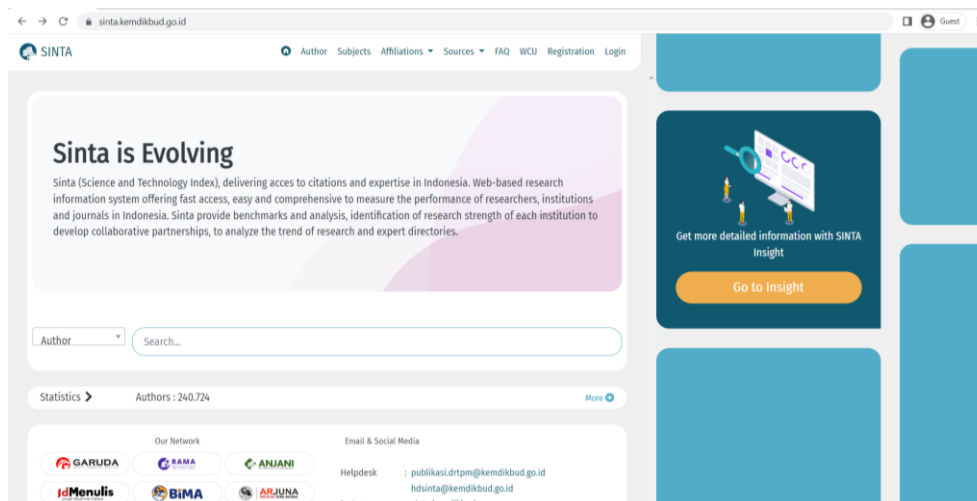 sinta.kemdikbud.go.id
Guest
SINTA
Author Subjects Affiliations Sources FAQ WCU Registration Login
Sinta is Evolving
Sinta (Science and Technology Index), delivering acces to citations and expertise in Indonesia. Web-based research
information system offering fast access, easy and comprehensive to measure the performance of researchers, institutions
and journals in Indonesia. Sinta provide benchmarks and analysis, identification of research strength of each institution to
develop collaborative partnerships, to analyze the trend of research and expert directories.
Get more detailed information with SINTA
Insight
Go to Insight
Author
Search...
Statistics
Authors : 240.724
More
Our Network
Email & Social Media
GARUDA
RAMA
ANJANI
Helpdesk : publikasi.drtpm@kemdikbud.go.id
hdsinta@kemdikbud.go.id
IdMenulis
BiMA
ARJUNA